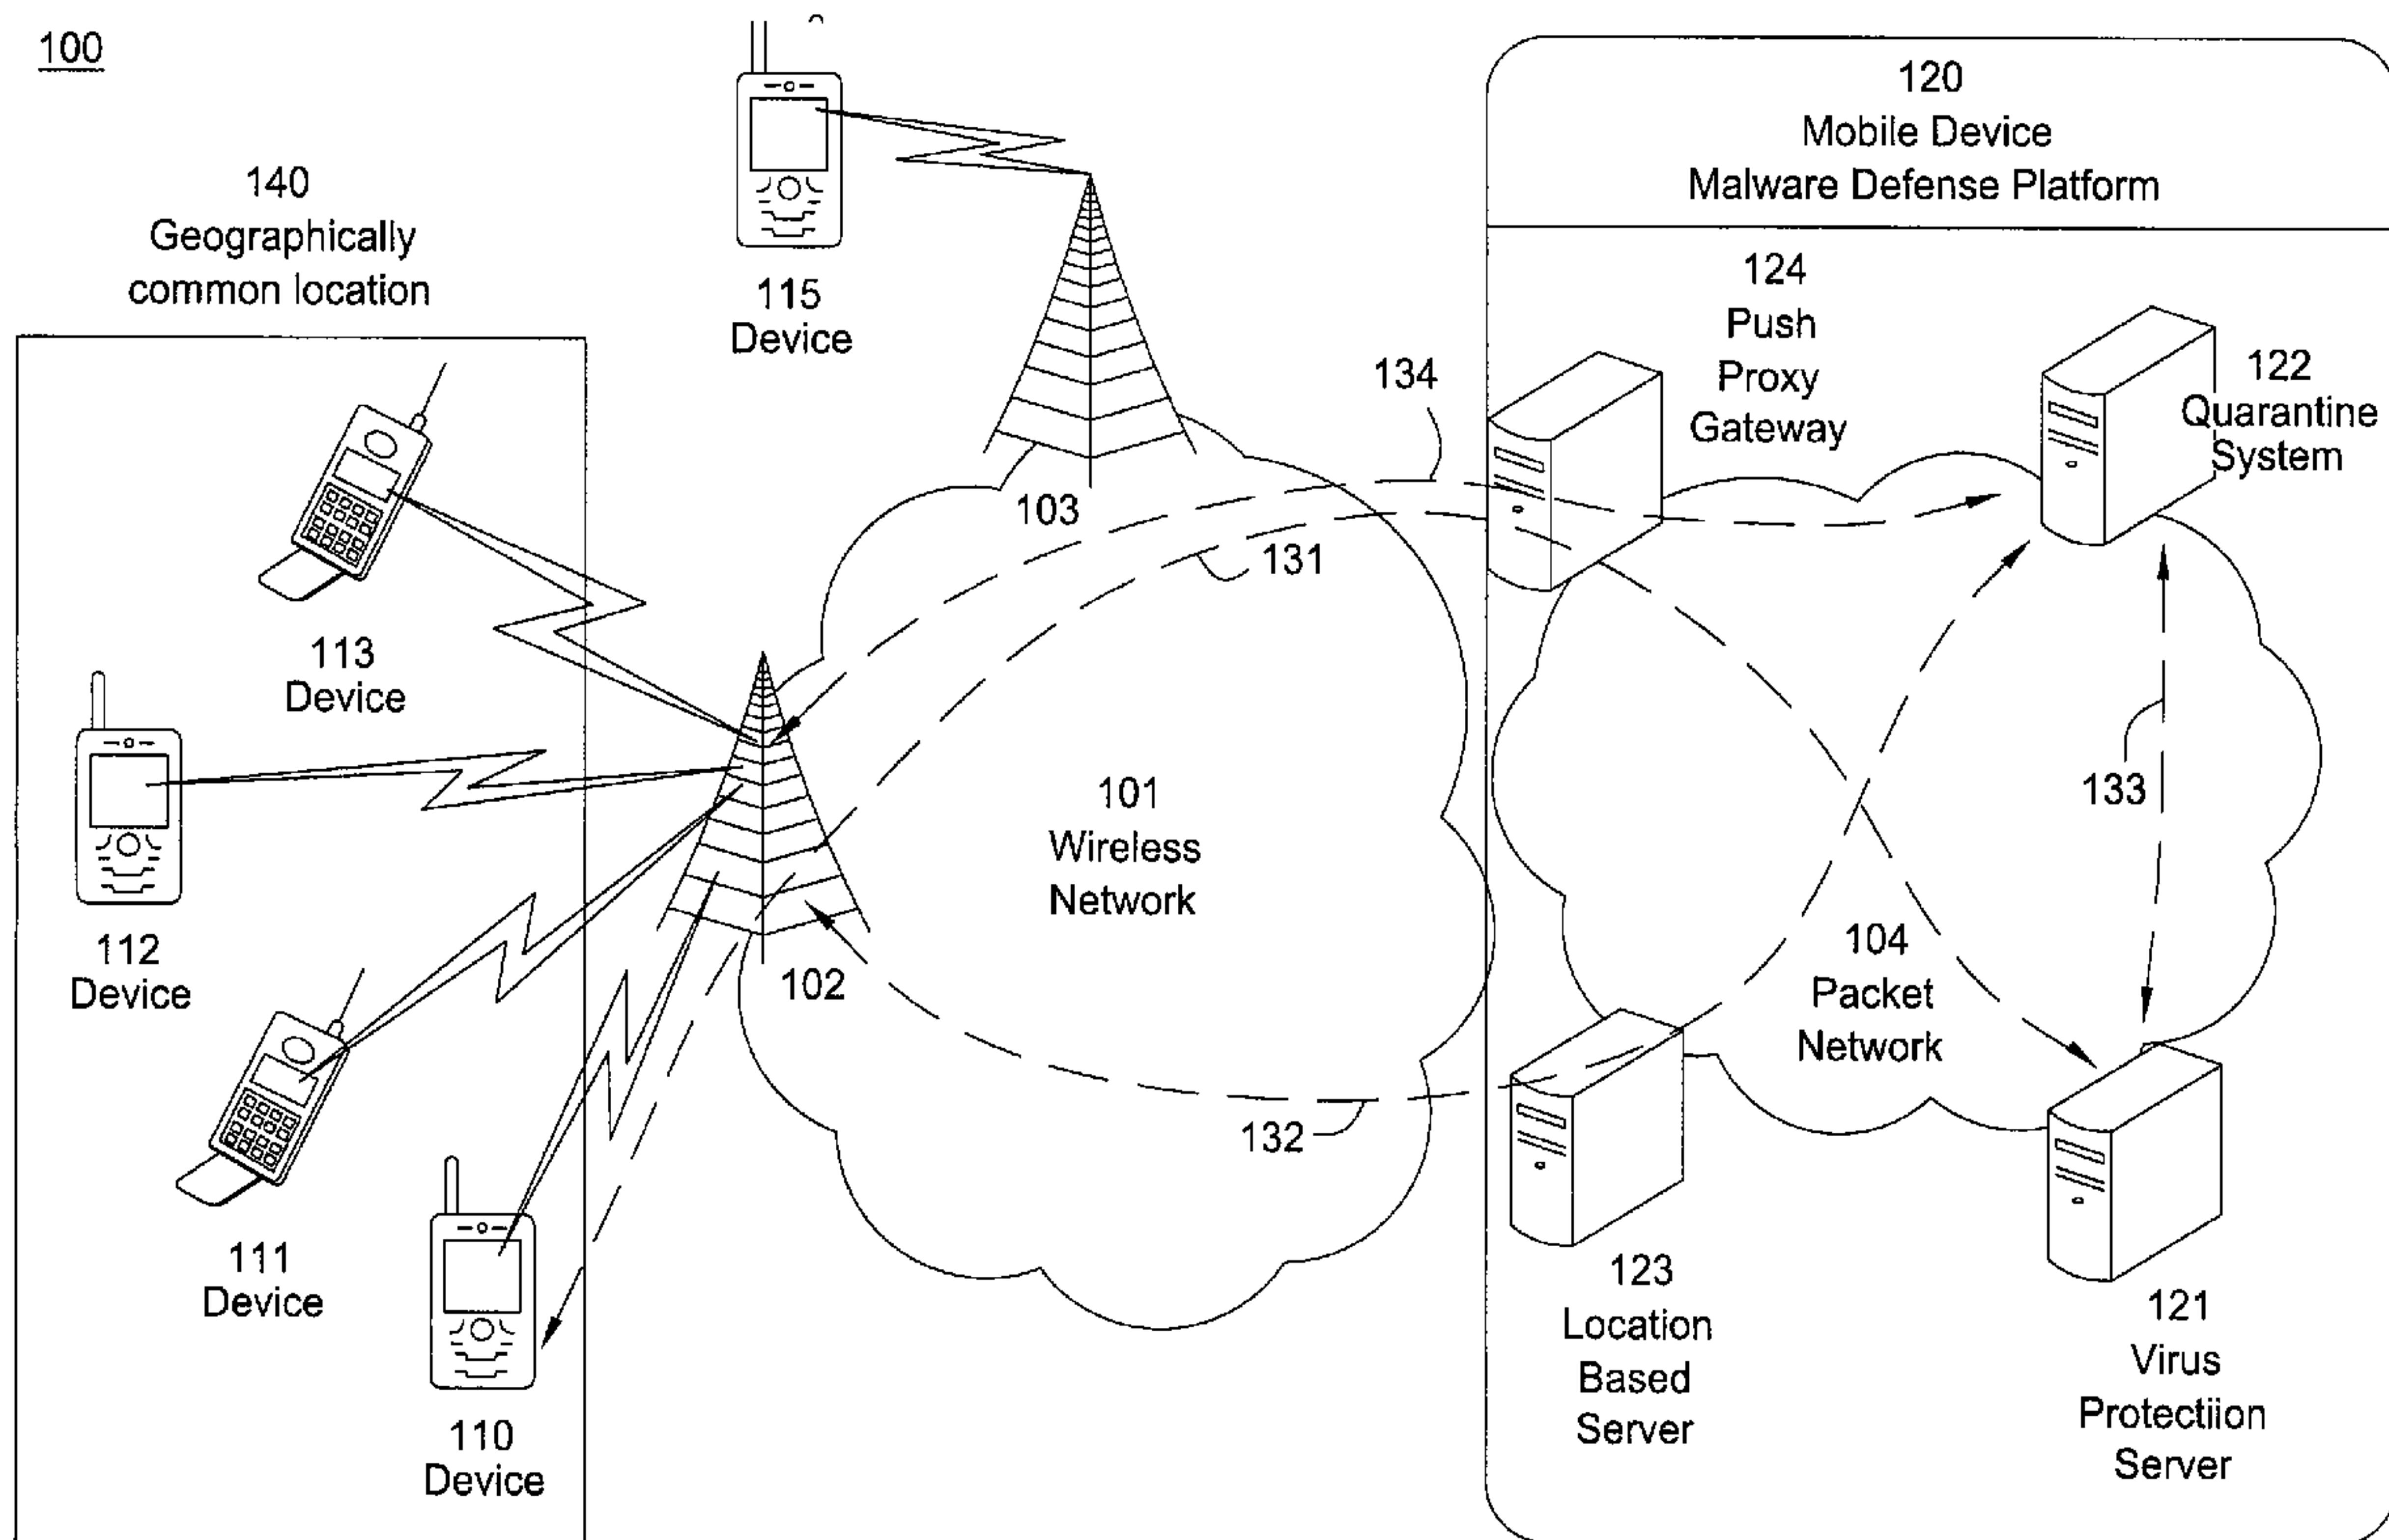 100
120
Mobile Device
Malware Defense Platform
140
Geographically
common location
115
Device
124
Push
Proxy
Gateway
134
122
Quarantine
System
103
131
113
Device
112
Device
102
101
Wireless
Network
133
104
Packet
Network
132
111
Device
110
Device
123
Location
Based
Server
121
Virus
Protectiion
Server